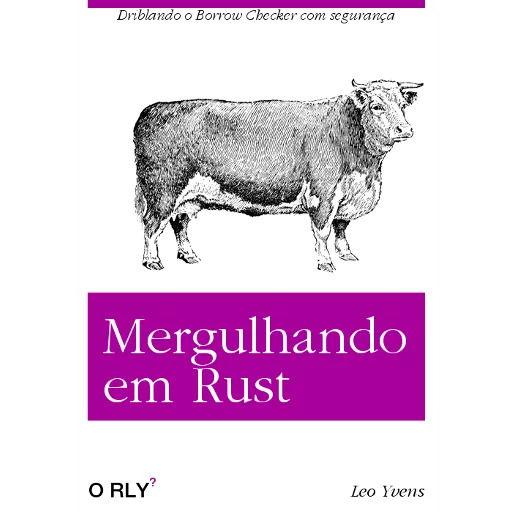 Driblando o Borrow Checker com segurança
Mergulhando
em Rust
O RLY?
Leo Yvens